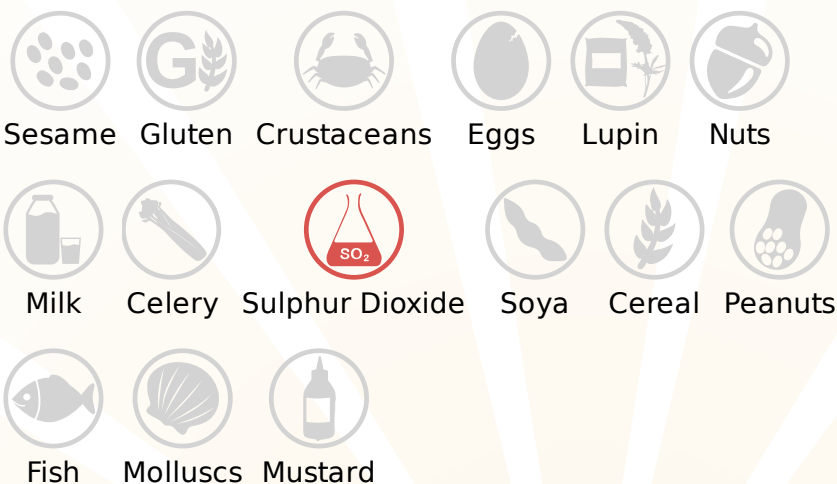 G
Sesame Gluten Crustaceans Eggs Lupin Nuts
SO₂
Milk Celery Sulphur Dioxide Soya Cereal Peanuts
Fish Molluscs Mustard